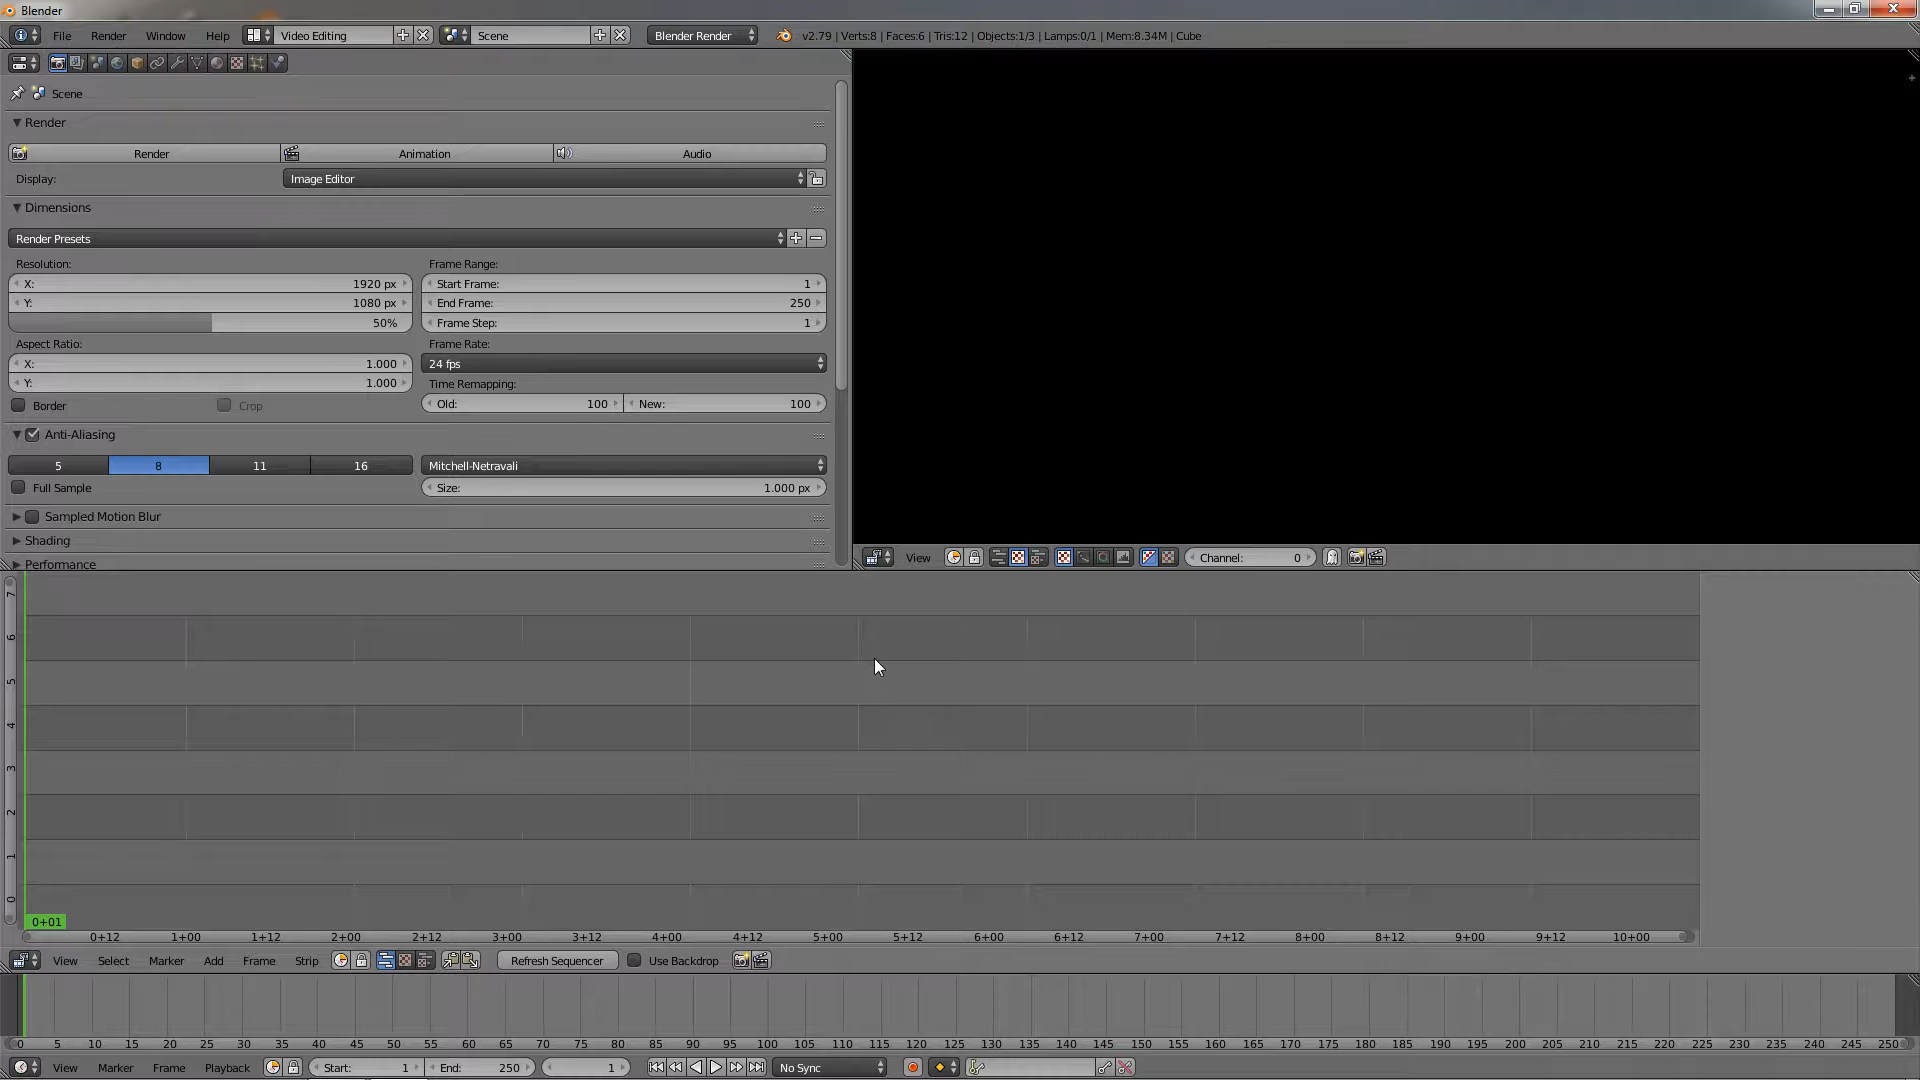 Blender
File Render Window Help Video Editing Scene Blender Render v2.79 | Verts:8 | Faces:6 | Tris:12 | Objects:1/3 | Lamps:0/1 | Mem:8.34M | Cube
Scene
Render
Render Animation Audio
Display: Image Editor
Dimensions
Render Presets
Resolution: Frame Range:
X: 1920 px Start Frame: 1
Y: 1080 px End Frame: 250
50% Frame Step: 1
Aspect Ratio: Frame Rate:
X: 1.000 24 fps
Y: 1.000 Time Remapping:
Border Crop Old: 100 New: 100
Anti-Aliasing
5 8 11 16 Mitchell-Netravali
Full Sample Size: 1.000 px
Sampled Motion Blur
Shading
Performance
View Channel: 0
7
6
5
4
3
2
1
0
0+01
0+12 1+00 1+12 2+00 2+12 3+00 3+12 4+00 4+12 5+00 5+12 6+00 6+12 7+00 7+12 8+00 8+12 9+00 9+12 10+00
View Select Marker Add Frame Strip Refresh Sequencer Use Backdrop
0 5 10 15 20 25 30 35 40 45 50 55 60 65 70 75 80 85 90 95 100 105 110 115 120 125 130 135 140 145 150 155 160 165 170 175 180 185 190 195 200 205 210 215 220 225 230 235 240 245 250
View Marker Frame Playback Start: 1 End: 250 1 No Sync